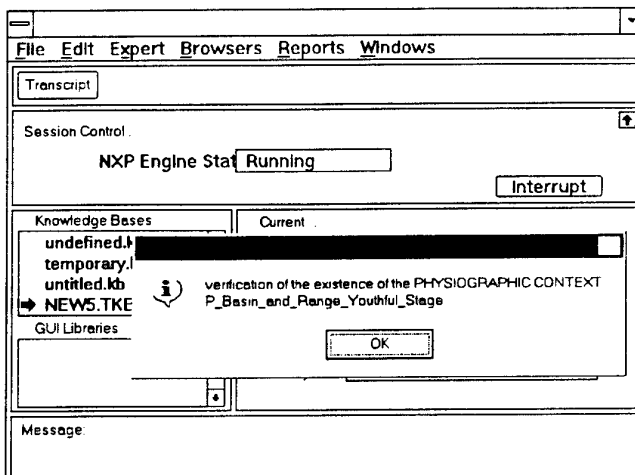 File Edit Expert Browsers Reports Windows
Transcript
Session Control .
NXP Engine Stat Running
Interrupt
Knowledge Bases
undefined.k
temporary.l
untitled.kb
NEW5.TKB
GUI Libraries
Current .
verification of the existence of the PHYSIOGRAPHIC CONTEXT
P_Basin_and_Range_Youthful_Stage
OK
Message: